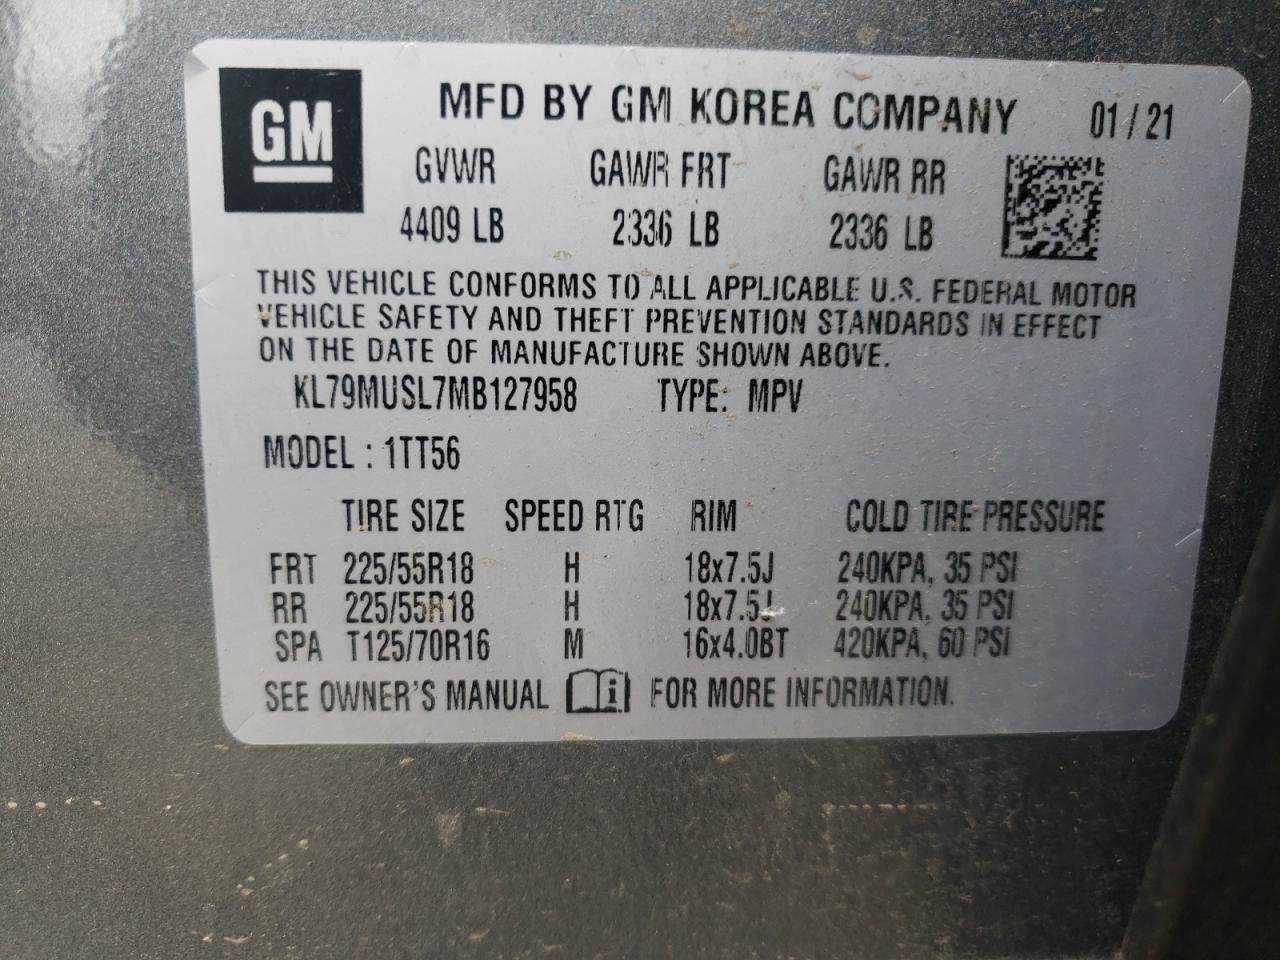 GM
MFD BY GM KOREA COMPANY 01 / 21
GVWR GAWR FRT GAWR RR
4409 LB 2336 LB 2336 LB
THIS VEHICLE CONFORMS TO ALL APPLICABLE U.S. FEDERAL MOTOR
VEHICLE SAFETY AND THEFT PREVENTION STANDARDS IN EFFECT
ON THE DATE OF MANUFACTURE SHOWN ABOVE.
KL79MUSL7MB127958 TYPE: MPV
MODEL : 1TT56
TIRE SIZE SPEED RTG RIM COLD TIRE PRESSURE
FRT 225/55R18 H 18x7.5J 240KPA, 35 PSI
RR 225/55R18 H 18x7.5J 240KPA, 35 PSI
SPA T125/70R16 M 16x4.0BT 420KPA, 60 PSI
SEE OWNER'S MANUAL i FOR MORE INFORMATION.